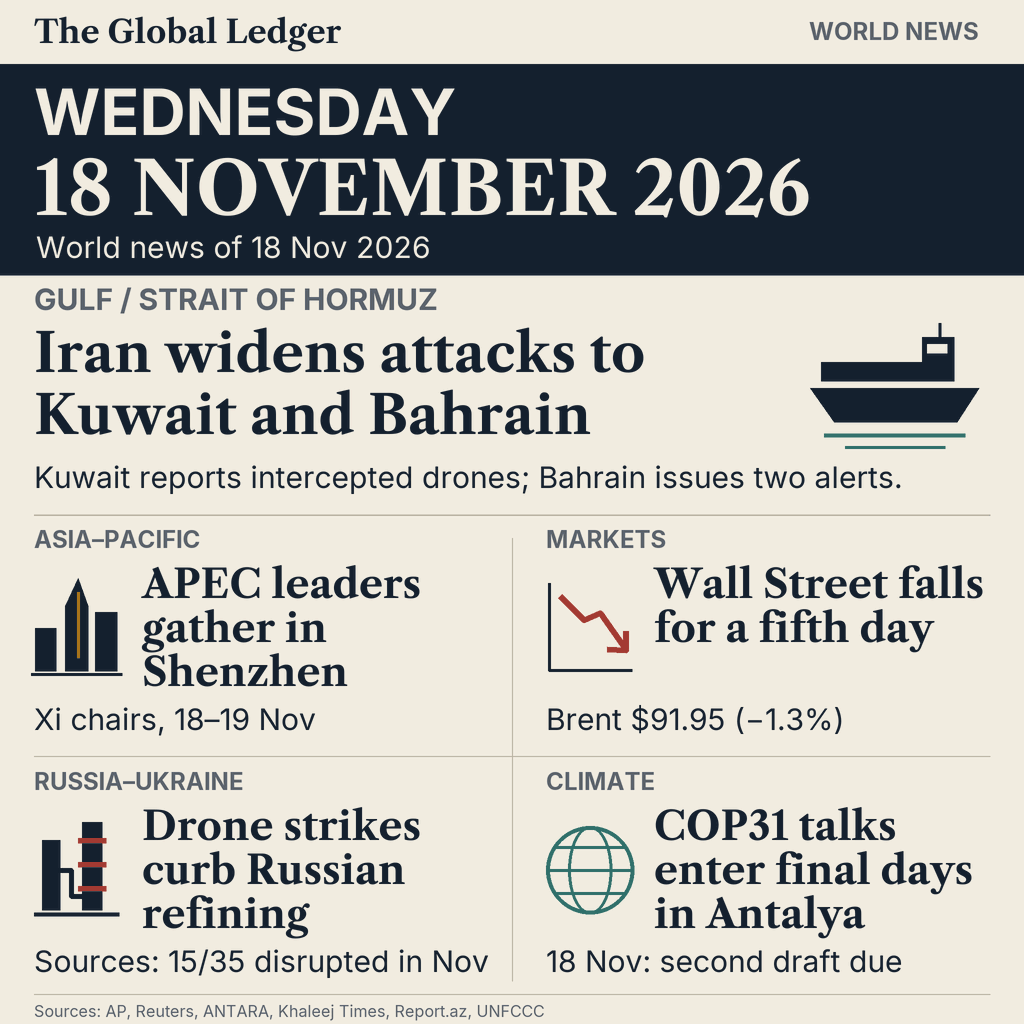 The Global Ledger
WORLD NEWS
WEDNESDAY
18 NOVEMBER 2026
World news of 18 Nov 2026
GULF / STRAIT OF HORMUZ
Iran widens attacks to
Kuwait and Bahrain
Kuwait reports intercepted drones; Bahrain issues two alerts.
ASIA–PACIFIC
APEC leaders
gather in
Shenzhen
Xi chairs, 18–19 Nov
MARKETS
Wall Street falls
for a fifth day
Brent $91.95 (−1.3%)
RUSSIA–UKRAINE
Drone strikes
curb Russian
refining
Sources: 15/35 disrupted in Nov
CLIMATE
COP31 talks
enter final days
in Antalya
18 Nov: second draft due
Sources: AP, Reuters, ANTARA, Khaleej Times, Report.az, UNFCCC